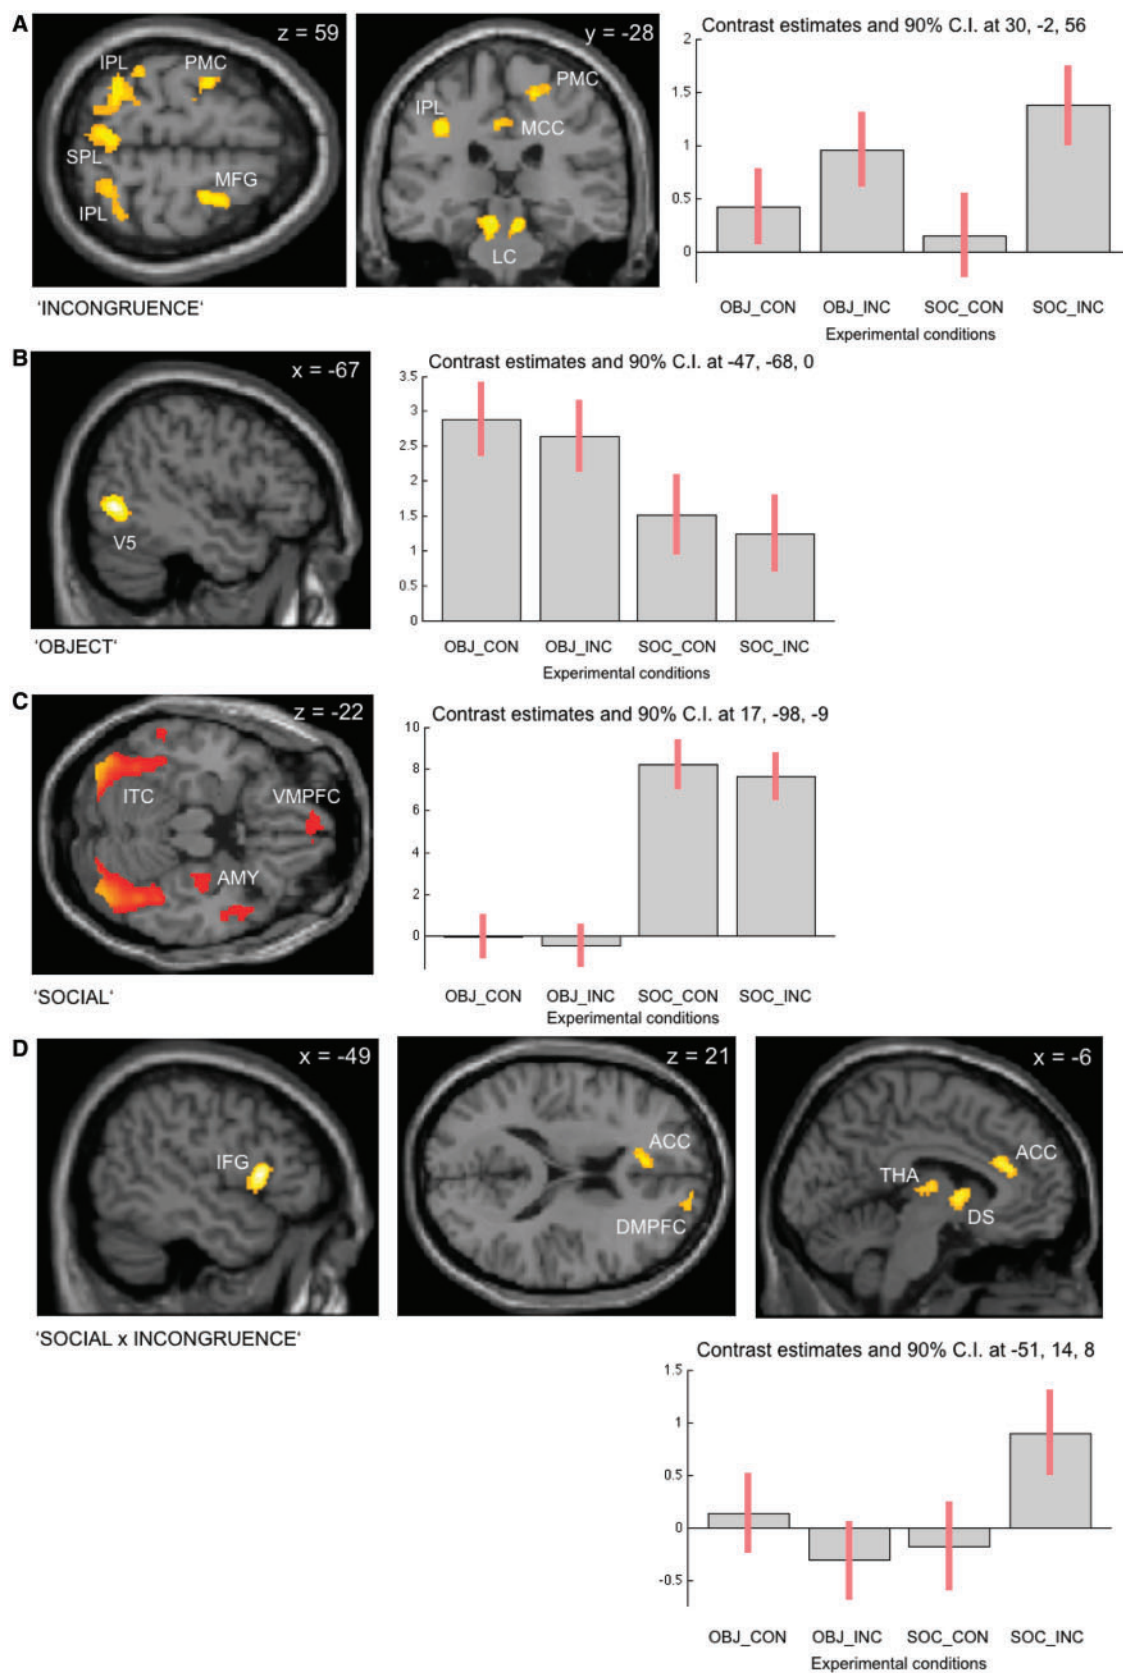 A
z = 59
IPL
PMC
SPL
MFG
IPL
y = -28
PMC
IPL
MCC
LC
'INCONGRUENCE'
Contrast estimates and 90% C.I. at 30, -2, 56
2
1.5
1
0.5
0
OBJ_CON OBJ_INC SOC_CON SOC_INC
Experimental conditions
B
x = -67
V5
'OBJECT'
Contrast estimates and 90% C.I. at -47, -68, 0
3.5
3
2.5
2
1.5
1
0.5
0
OBJ_CON OBJ_INC SOC_CON SOC_INC
Experimental conditions
C
z = -22
ITC
VMPFC
AMY
'SOCIAL'
Contrast estimates and 90% C.I. at 17, -98, -9
10
8
6
4
2
0
OBJ_CON OBJ_INC SOC_CON SOC_INC
Experimental conditions
D
x = -49
IFG
z = 21
ACC
DMPFC
x = -6
ACC
THA
DS
'SOCIAL x INCONGRUENCE'
Contrast estimates and 90% C.I. at -51, 14, 8
1.5
1
0.5
0
-0.5
OBJ_CON OBJ_INC SOC_CON SOC_INC
Experimental conditions